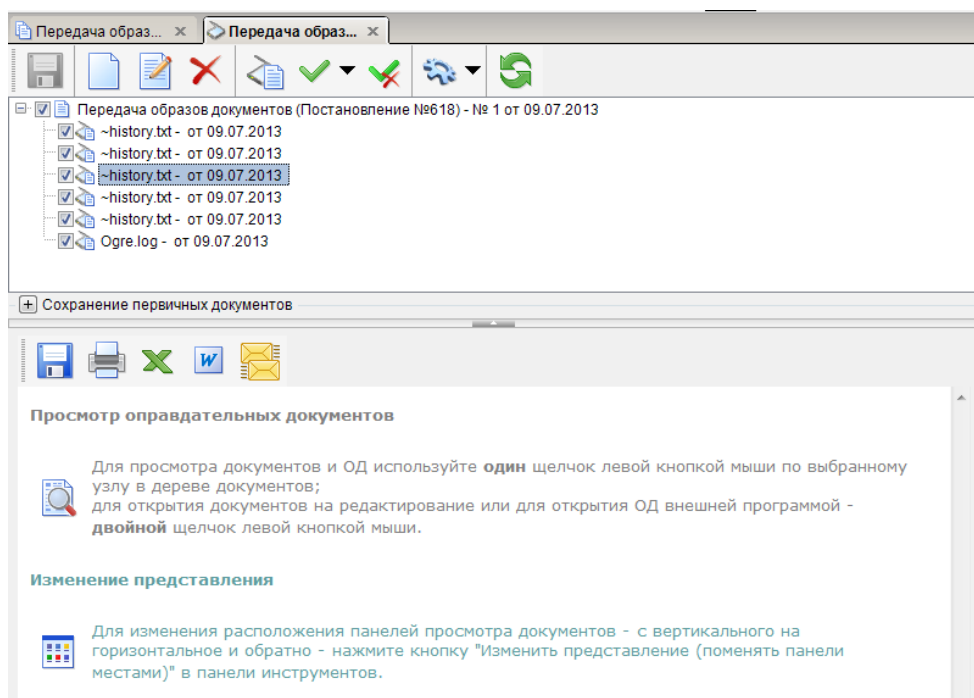 Передача образ... ×
Передача образ... ×
Передача образов документов (Постановление №618) - № 1 от 09.07.2013
~history.txt - от 09.07.2013
~history.txt - от 09.07.2013
~history.txt - от 09.07.2013
~history.txt - от 09.07.2013
~history.txt - от 09.07.2013
Ogre.log - от 09.07.2013
Сохранение первичных документов
Просмотр оправдательных документов
Для просмотра документов и ОД используйте один щелчок левой кнопкой мыши по выбранному
узлу в дереве документов;
для открытия документов на редактирование или для открытия ОД внешней программой -
двойной щелчок левой кнопкой мыши.
Изменение представления
Для изменения расположения панелей просмотра документов - с вертикального на
горизонтальное и обратно - нажмите кнопку "Изменить представление (поменять панели
местами)" в панели инструментов.